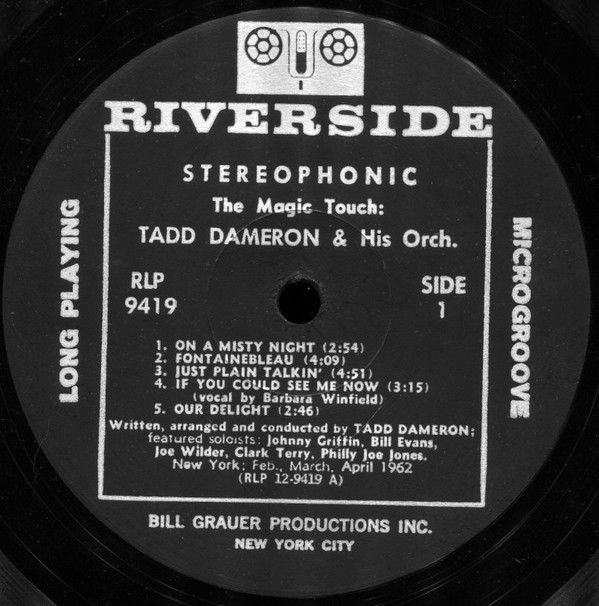 RIVERSIDE
STEREOPHONIC
The Magic Touch:
TADD DAMERON & His Orch.
LONG PLAYING
MICROGROOVE
RLP
9419
SIDE
1
1. ON A MISTY NIGHT (2:54)
2. FONTAINEBLEAU (4:09)
3. JUST PLAIN TALKIN' (4:51)
4. IF YOU COULD SEE ME NOW (3:15)
(vocal by Barbara Winfield)
5. OUR DELIGHT (2:46)
Written, arranged and conducted by TADD DAMERON;
featured soloists: Johnny Griffin, Bill Evans,
Joe Wilder, Clark Terry, Philly Joe Jones.
New York; Feb., March, April 1962
(RLP 12-9419 A)
BILL GRAUER PRODUCTIONS INC.
NEW YORK CITY